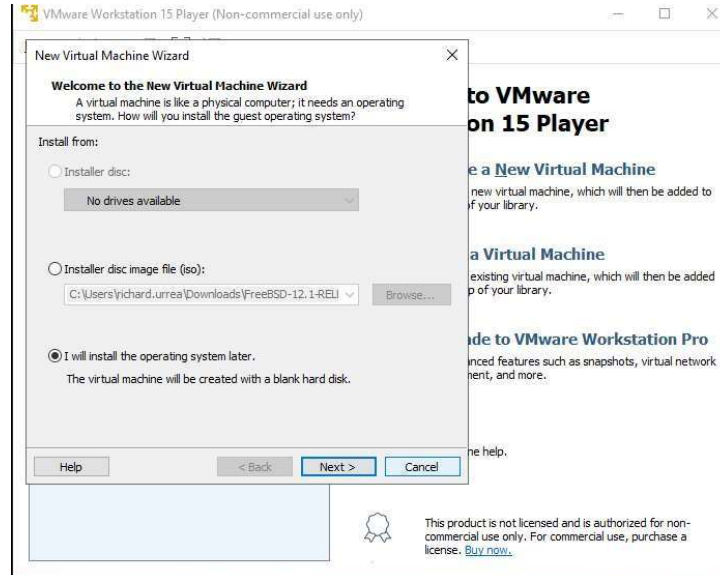 VMware Workstation 15 Player (Non-commercial use only)
New Virtual Machine Wizard
Welcome to the New Virtual Machine Wizard
A virtual machine is like a physical computer; it needs an operating
system. How will you install the guest operating system?
Install from:
Installer disc:
No drives available
Installer disc image file (iso):
C:\Users\richard.urrea\Downloads\FreeBSD-12.1-REL
Browse...
I will install the operating system later.
The virtual machine will be created with a blank hard disk.
Help
< Back
Next >
Cancel
to VMware
on 15 Player
e a New Virtual Machine
new virtual machine, which will then be added to
of your library.
a Virtual Machine
existing virtual machine, which will then be added
p of your library.
de to VMware Workstation Pro
nced features such as snapshots, virtual network
ment, and more.
ne help.
This product is not licensed and is authorized for non-
commercial use only. For commercial use, purchase a
license. Buy now.